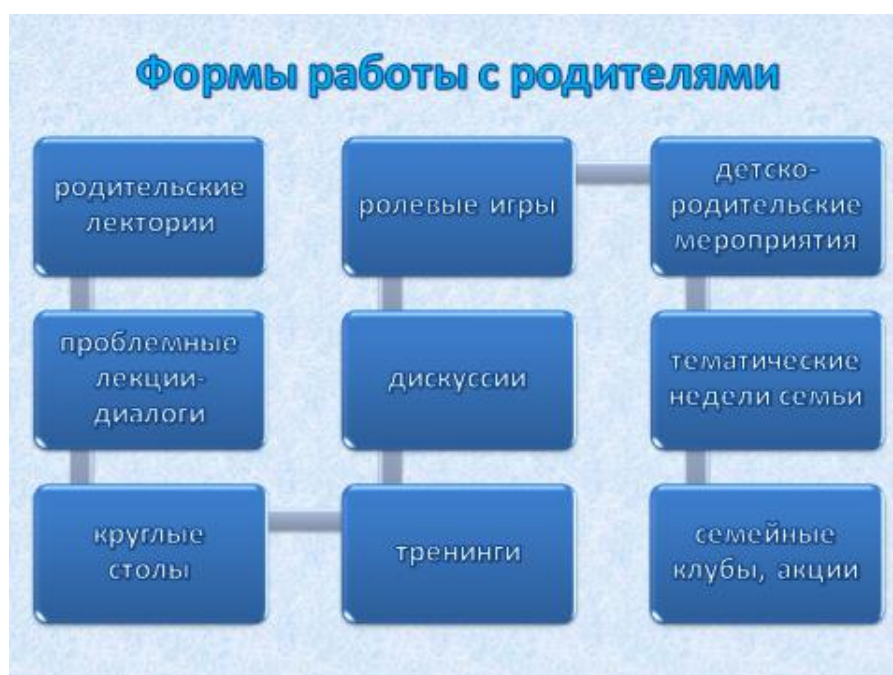 Формы работы с родителями
родительские
лектории
проблемные
лекции-
диалоги
круглые
столы
тренинги
дискуссии
ролевые игры
детско-
родительские
мероприятия
тематические
недели семьи
семейные
клубы, акции